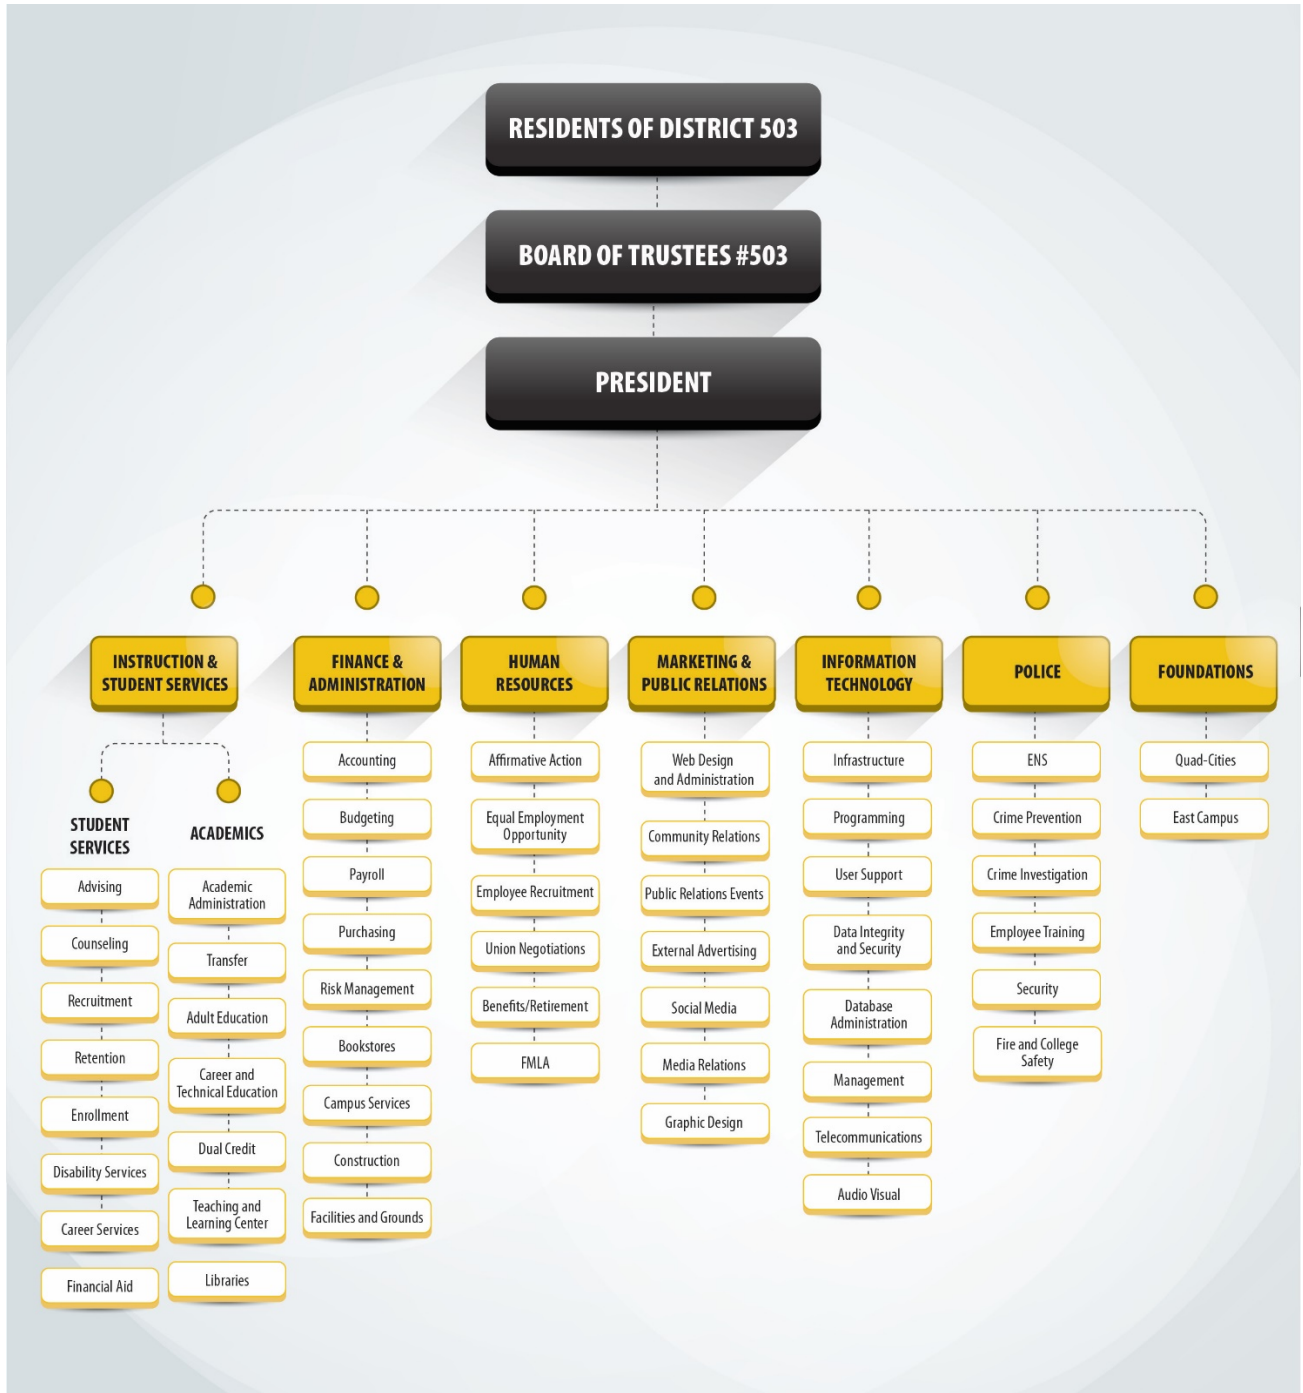 RESIDENTS OF DISTRICT 503
BOARD OF TRUSTEES #503
PRESIDENT
INSTRUCTION &
STUDENT SERVICES
STUDENT
SERVICES
Advising
Counseling
Recruitment
Retention
Enrollment
Disability Services
Career Services
Financial Aid
ACADEMICS
Academic
Administration
Transfer
Adult Education
Career and
Technical Education
Dual Credit
Teaching and
Learning Center
Libraries
FINANCE &
ADMINISTRATION
Accounting
Budgeting
Payroll
Purchasing
Risk Management
Bookstores
Campus Services
Construction
Facilities and Grounds
HUMAN
RESOURCES
Affirmative Action
Equal Employment
Opportunity
Employee Recruitment
Union Negotiations
Benefits/Retirement
FMLA
MARKETING &
PUBLIC RELATIONS
Web Design
and Administration
Community Relations
Public Relations Events
External Advertising
Social Media
Media Relations
Graphic Design
INFORMATION
TECHNOLOGY
Infrastructure
Programming
User Support
Data Integrity
and Security
Database
Administration
Management
Telecommunications
Audio Visual
POLICE
ENS
Crime Prevention
Crime Investigation
Employee Training
Security
Fire and College
Safety
FOUNDATIONS
Quad-Cities
East Campus